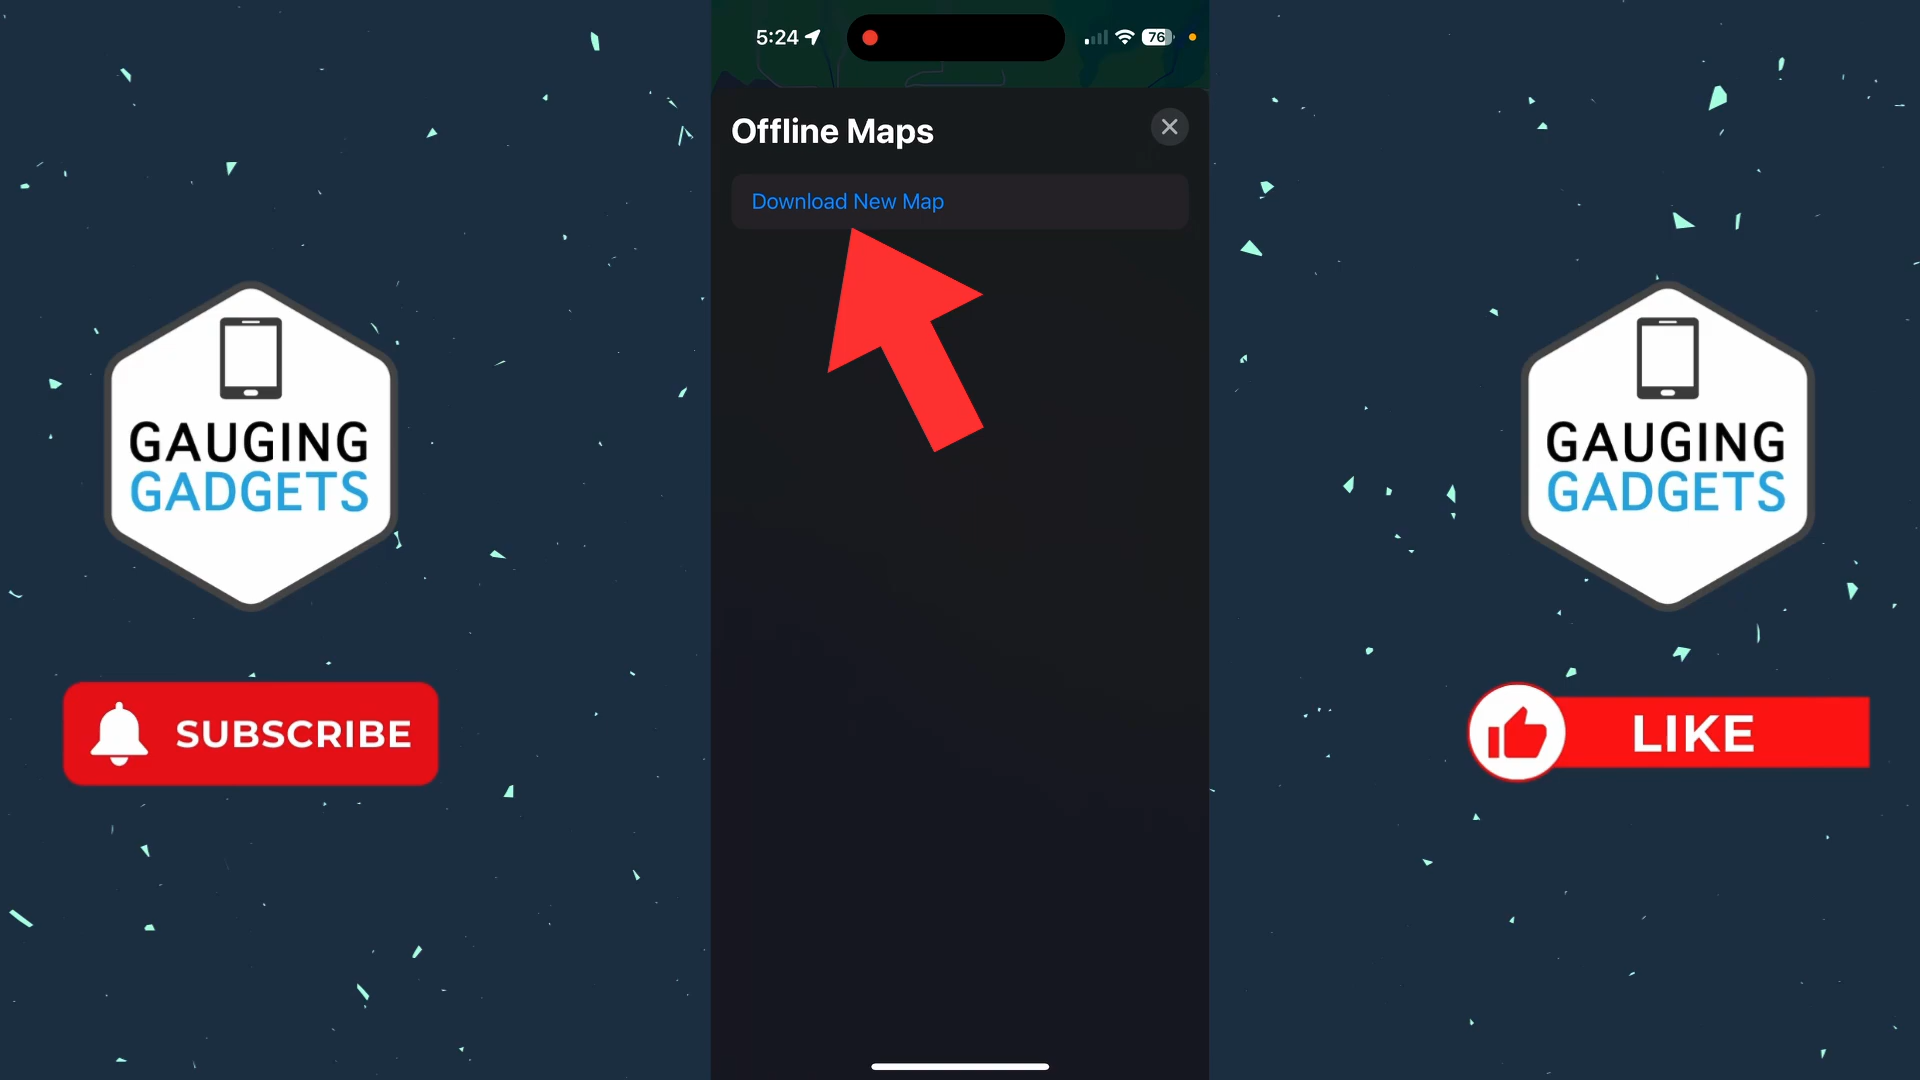 5:24
76
Offline Maps
Download New Map
GAUGING
GADGETS
SUBSCRIBE
GAUGING
GADGETS
LIKE